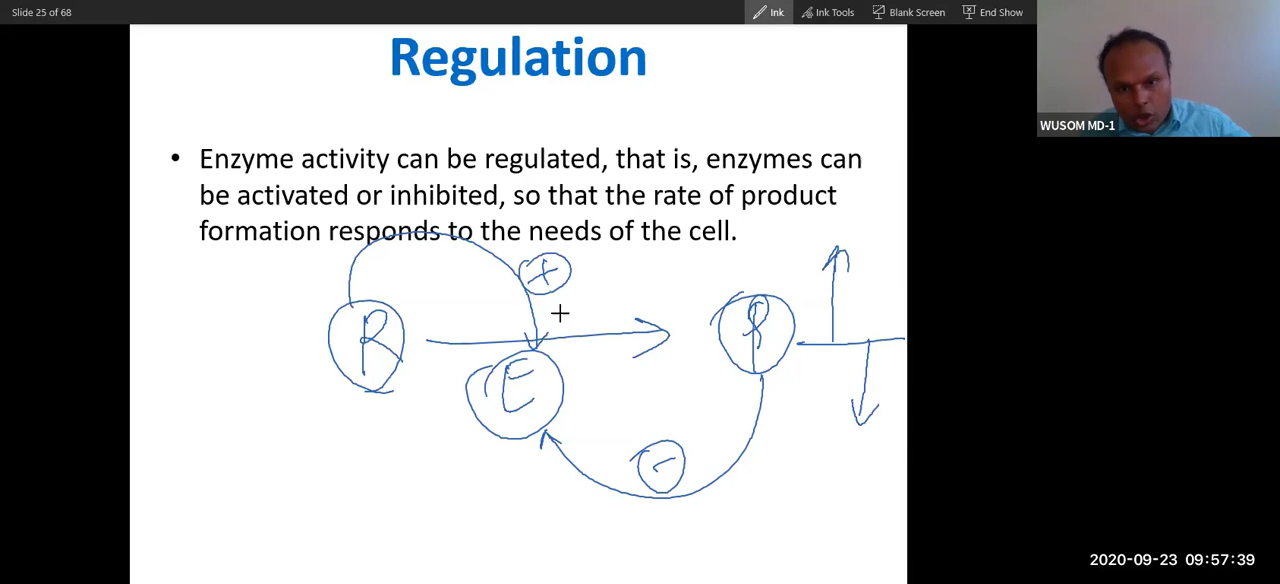 Slide 25 of 68
Ink
Ink Tools
Blank Screen
End Show
WUSOM MD-1
Regulation
• Enzyme activity can be regulated, that is, enzymes can
be activated or inhibited, so that the rate of product
formation responds to the needs of the cell.
+
R
P
E
-
2020-09-23 09:57:39